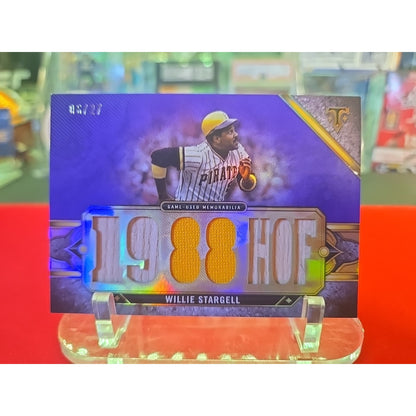 PIRATES
GAME-USED MEMORABILIA
1988 HOF
WILLIE STARGELL